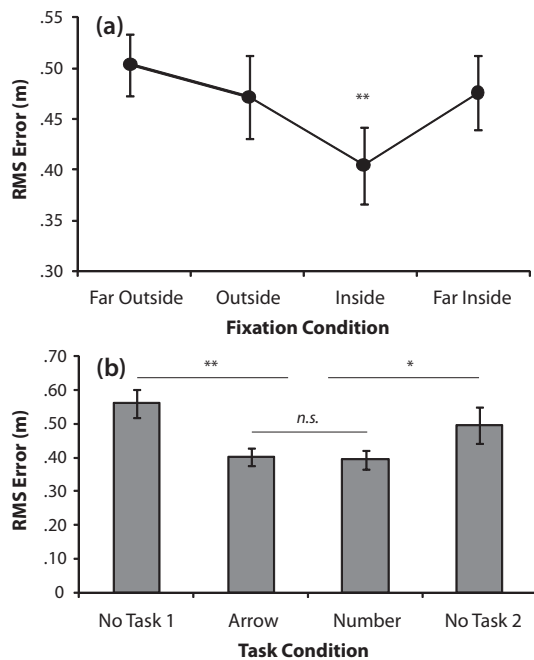 (a)
.55
.50
.45
.40
.35
.30
RMS Error (m)
**
Far Outside Outside Inside Far Inside
Fixation Condition
(b)
.70
.60
.50
.40
.30
.20
.10
0
RMS Error (m)
** *
n.s.
No Task 1 Arrow Number No Task 2
Task Condition